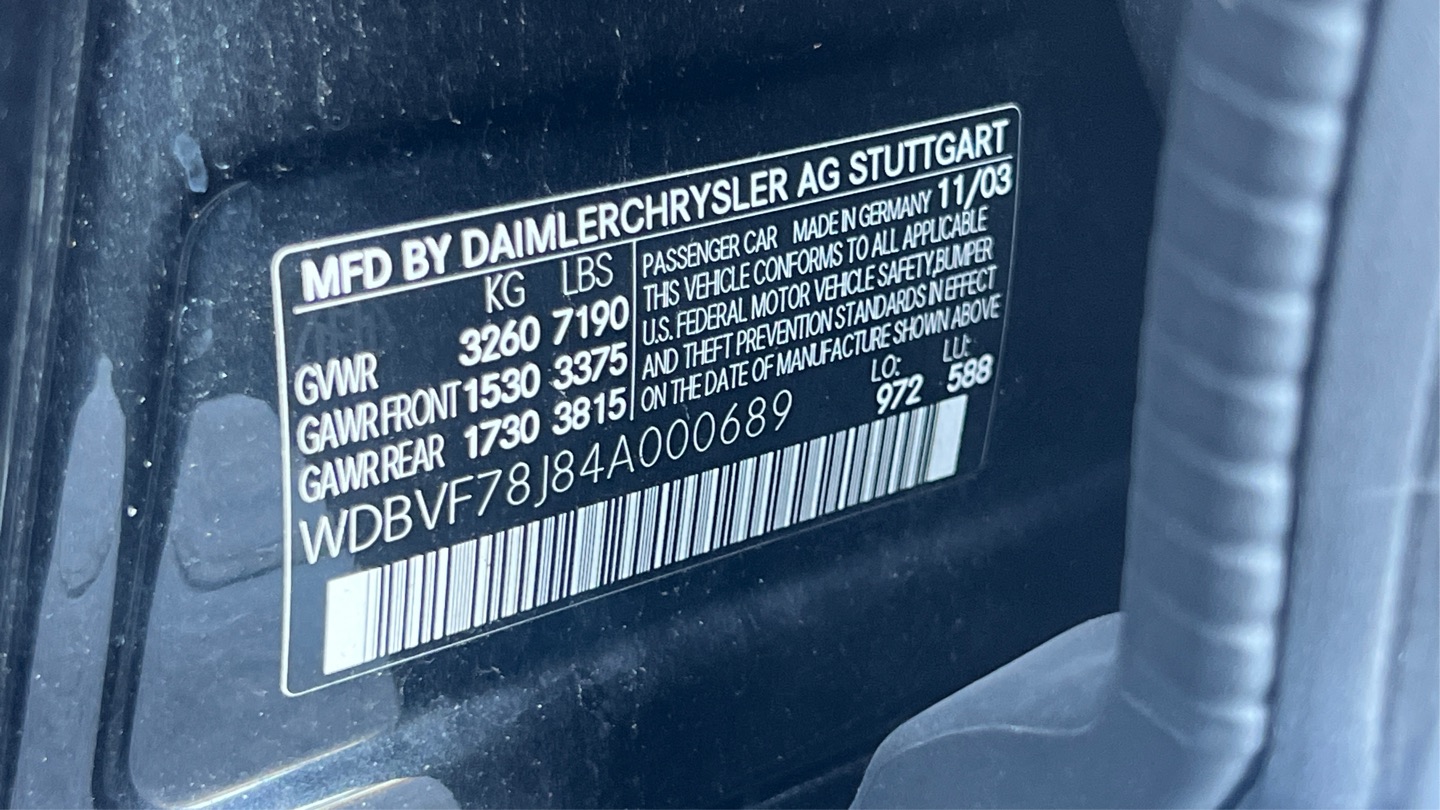 MFD BY DAIMLERCHRYSLER AG STUTTGART
KG LBS
GVWR 3260 7190
GAWR FRONT 1530 3375
GAWR REAR 1730 3815
PASSENGER CAR MADE IN GERMANY 11/03
THIS VEHICLE CONFORMS TO ALL APPLICABLE
U.S. FEDERAL MOTOR VEHICLE SAFETY,BUMPER
AND THEFT PREVENTION STANDARDS IN EFFECT
ON THE DATE OF MANUFACTURE SHOWN ABOVE
LO: LU:
972 588
WDBVF78J84A000689